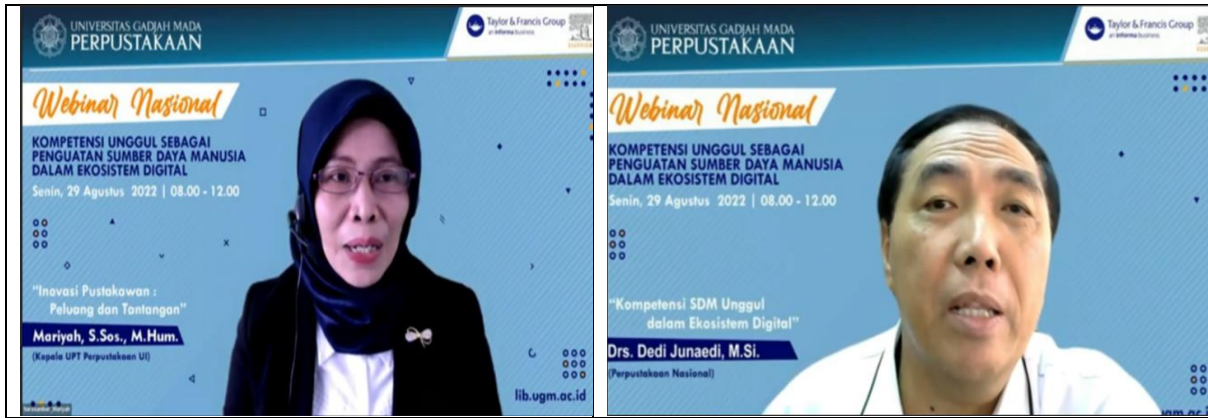 UNIVERSITAS GADJAH MADA
PERPUSTAKAAN
Taylor & Francis Group
an informa business
Webinar Nasional
KOMPETENSI UNGGUL SEBAGAI
PENGUATAN SUMBER DAYA MANUSIA
DALAM EKOSISTEM DIGITAL
Senin, 29 Agustus 2022 | 08.00 - 12.00
"Inovasi Pustakawan :
Peluang dan Tantangan"
Mariyah, S.Sos., M.Hum.
(Kepala UPT Perpustakaan UI)
lib.ugm.ac.id
UNIVERSITAS GADJAH MADA
PERPUSTAKAAN
Taylor & Francis Group
an informa business
Webinar Nasional
KOMPETENSI UNGGUL SEBAGAI
PENGUATAN SUMBER DAYA MANUSIA
DALAM EKOSISTEM DIGITAL
Senin, 29 Agustus 2022 | 08.00 - 12.00
"Kompetensi SDM Unggul
dalam Ekosistem Digital"
Drs. Dedi Junaedi, M.Si.
(Perpustakaan Nasional)